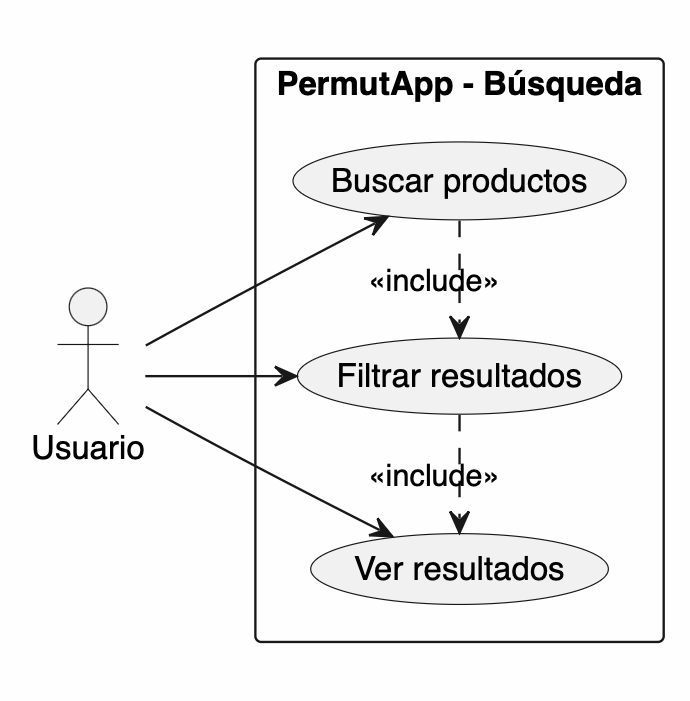 PermutApp - Búsqueda
Buscar productos
«include»
Filtrar resultados
«include»
Ver resultados
Usuario